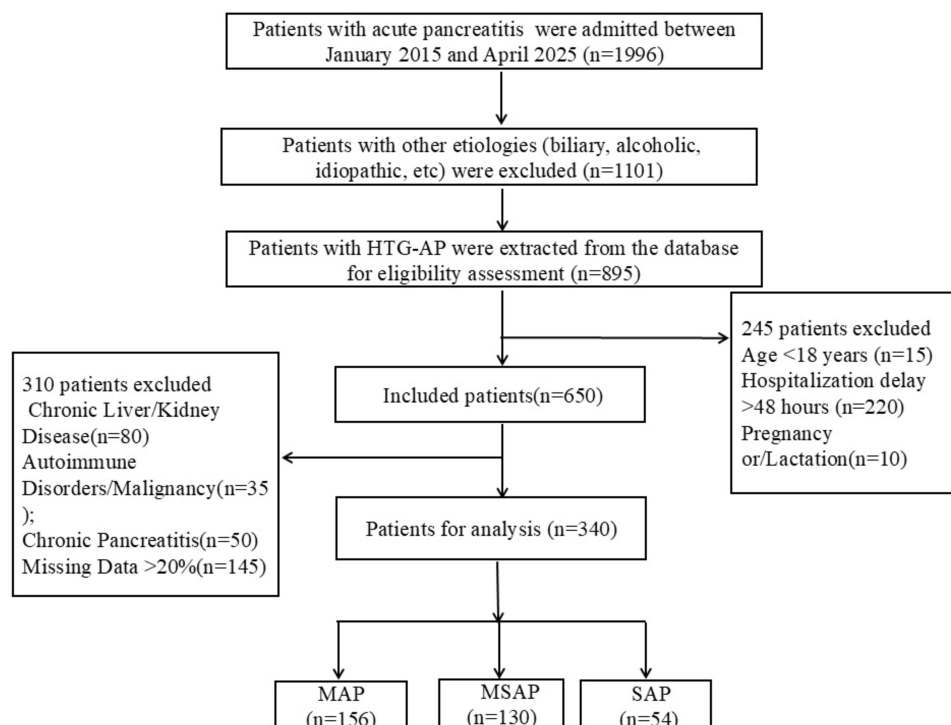 Patients with acute pancreatitis were admitted between
January 2015 and April 2025 (n=1996)
Patients with other etiologies (biliary, alcoholic,
idiopathic, etc) were excluded (n=1101)
Patients with HTG-AP were extracted from the database
for eligibility assessment (n=895)
245 patients excluded
Age <18 years (n=15)
Hospitalization delay
>48 hours (n=220)
Pregnancy
or/Lactation(n=10)
Included patients(n=650)
310 patients excluded
Chronic Liver/Kidney
Disease(n=80)
Autoimmune
Disorders/Malignancy(n=35
);
Chronic Pancreatitis(n=50)
Missing Data >20%(n=145)
Patients for analysis (n=340)
MAP
(n=156)
MSAP
(n=130)
SAP
(n=54)